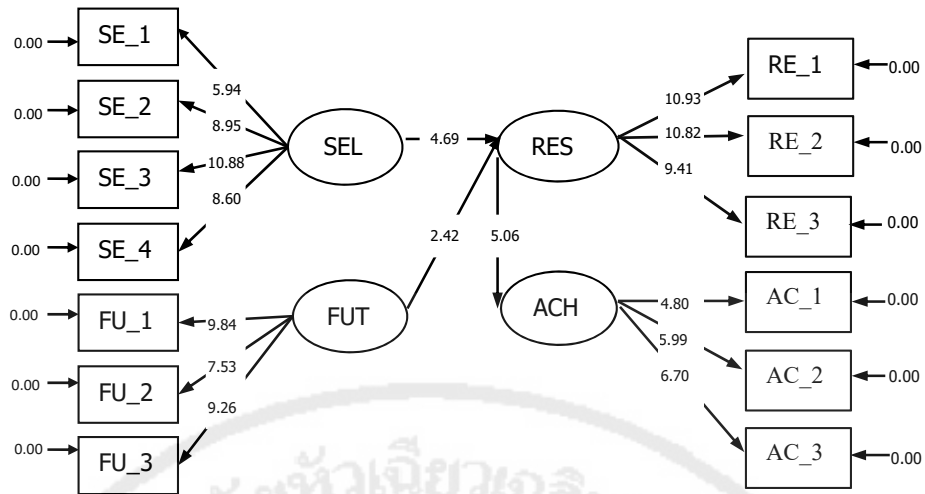 0.00 SE_1
0.00 SE_2
0.00 SE_3
0.00 SE_4
0.00 FU_1
0.00 FU_2
0.00 FU_3
5.94
8.95
10.88
8.60
9.84
7.53
9.26
SEL
FUT
4.69
2.42
5.06
RES
ACH
10.93
10.82
9.41
4.80
5.99
6.70
RE_1 0.00
RE_2 0.00
RE_3 0.00
AC_1 0.00
AC_2 0.00
AC_3 0.00